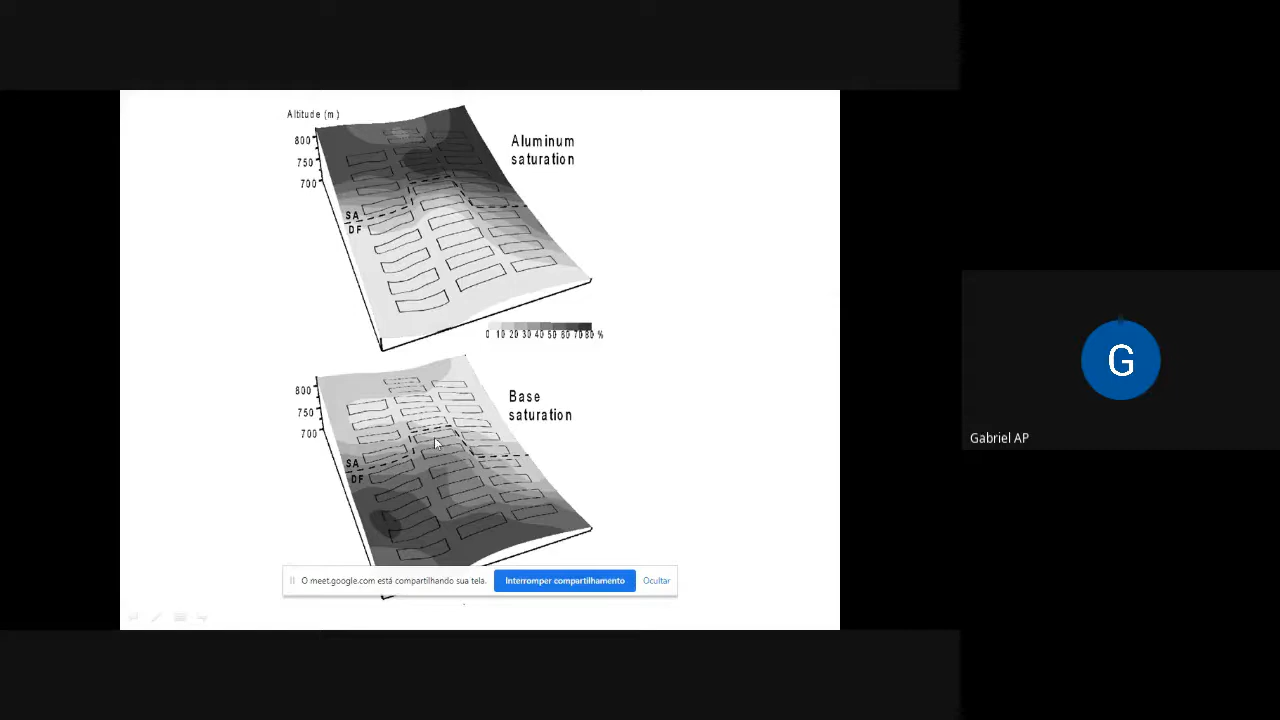 Altitude (m)
800
750
700
Aluminum
saturation
SA
DF
0 10 20 30 40 50 60 70 80 %
800
750
700
Base
saturation
SA
DF
O meet.google.com está compartilhando sua tela.
Interromper compartilhamento
Ocultar
G
Gabriel AP